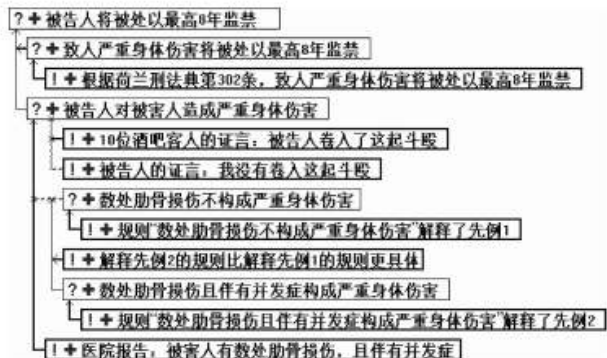 ? + 被告人将被处以最高8年监禁
? + 致人严重身体伤害将被处以最高8年监禁
! + 根据荷兰刑法典第302条，致人严重身体伤害将被处以最高8年监禁
? + 被告人对被害人造成严重身体伤害
! + 10位酒吧客人的证言：被告人卷入了这起斗殴
! + 被告人的证言：我没有卷入这起斗殴
? + 数处肋骨损伤不构成严重身体伤害
! + 规则"数处肋骨损伤不构成严重身体伤害"解释了先例1
! + 解释先例2的规则比解释先例1的规则更具体
? + 数处肋骨损伤且伴有并发症构成严重身体伤害
! + 规则"数处肋骨损伤且伴有并发症构成严重身体伤害"解释了先例2
! + 医院报告：被害人有数处肋骨损伤，且伴有并发症